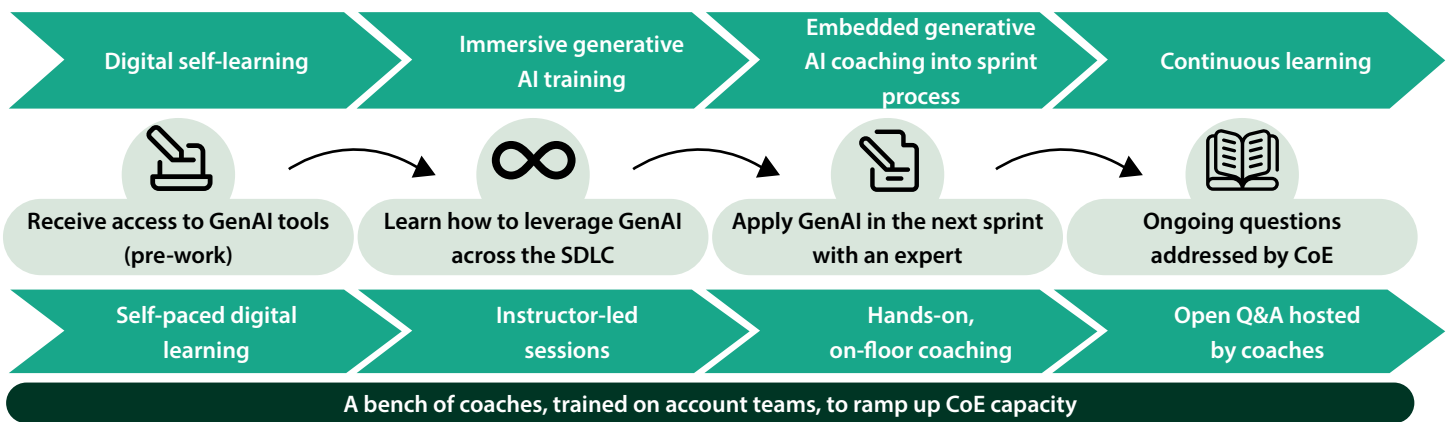 Digital self-learning
Immersive generative
AI training
Embedded generative
AI coaching into sprint
process
Continuous learning
Receive access to GenAI tools
(pre-work)
Learn how to leverage GenAI
across the SDLC
Apply GenAI in the next sprint
with an expert
Ongoing questions
addressed by CoE
Self-paced digital
learning
Instructor-led
sessions
Hands-on,
on-floor coaching
Open Q&A hosted
by coaches
A bench of coaches, trained on account teams, to ramp up CoE capacity